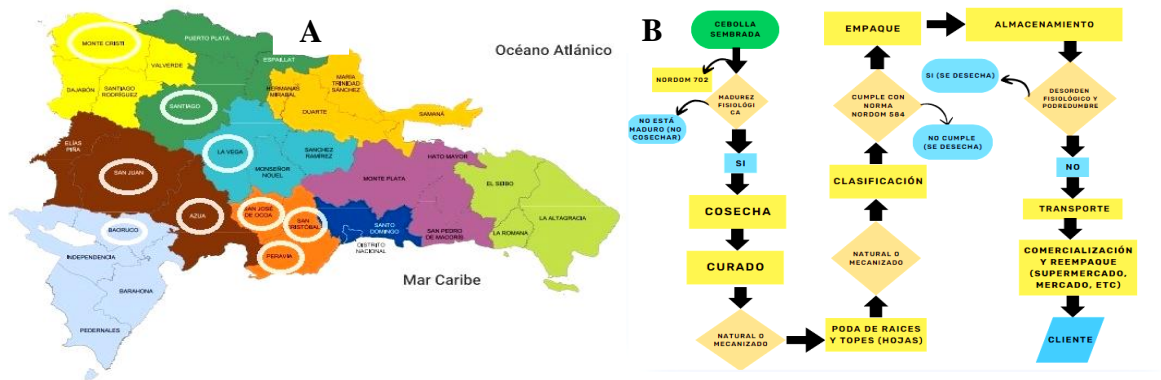 A
Océano Atlánico
MONTE CRISTI
PUERTO PLATA
ESPAILLAT
VALVERDE
DAJABÓN
SANTIAGO
RODRÍGUEZ
SANTIAGO
HERMANAS
MIRABAL
MARÍA
TRINIDAD
SÁNCHEZ
DUARTE
SAMANÁ
ELÍAS
PIÑA
SAN JUAN
LA VEGA
SANCHEZ
RAMÍREZ
MONSEÑOR
NOUEL
HATO MAYOR
MONTE PLATA
EL SEIBO
LA ALTAGRACIA
LA ROMANA
SAN PEDRO
DE MACORÍS
AZUA
SAN JOSÉ
DE OCOA
SAN
CRISTOBAL
SANTO
DOMINGO
DISTRITO
NACIONAL
PERAVIA
BAORUCO
INDEPENDENCIA
BARAHONA
PEDERNALES
Mar Caribe
B
CEBOLLA
SEMBRADA
NORDOM 702
MADUREZ
FISIOLÓGI
CA
NO ESTÁ
MADURO (NO
COSECHAR)
SI
COSECHA
CURADO
NATURAL O
MECANIZADO
PODA DE RAICES
Y TOPES (HOJAS)
NATURAL O
MECANIZADO
CLASIFICACIÓN
CUMPLE CON
NORMA
NORDOM 584
NO CUMPLE
(SE DESECHA)
EMPAQUE
ALMACENAMIENTO
SI (SE DESECHA)
DESORDEN
FISIOLÓGICO Y
PODREDUMBRE
NO
TRANSPORTE
COMERCIALIZACIÓN
Y REEMPAQUE
(SUPERMERCADO,
MERCADO, ETC)
CLIENTE